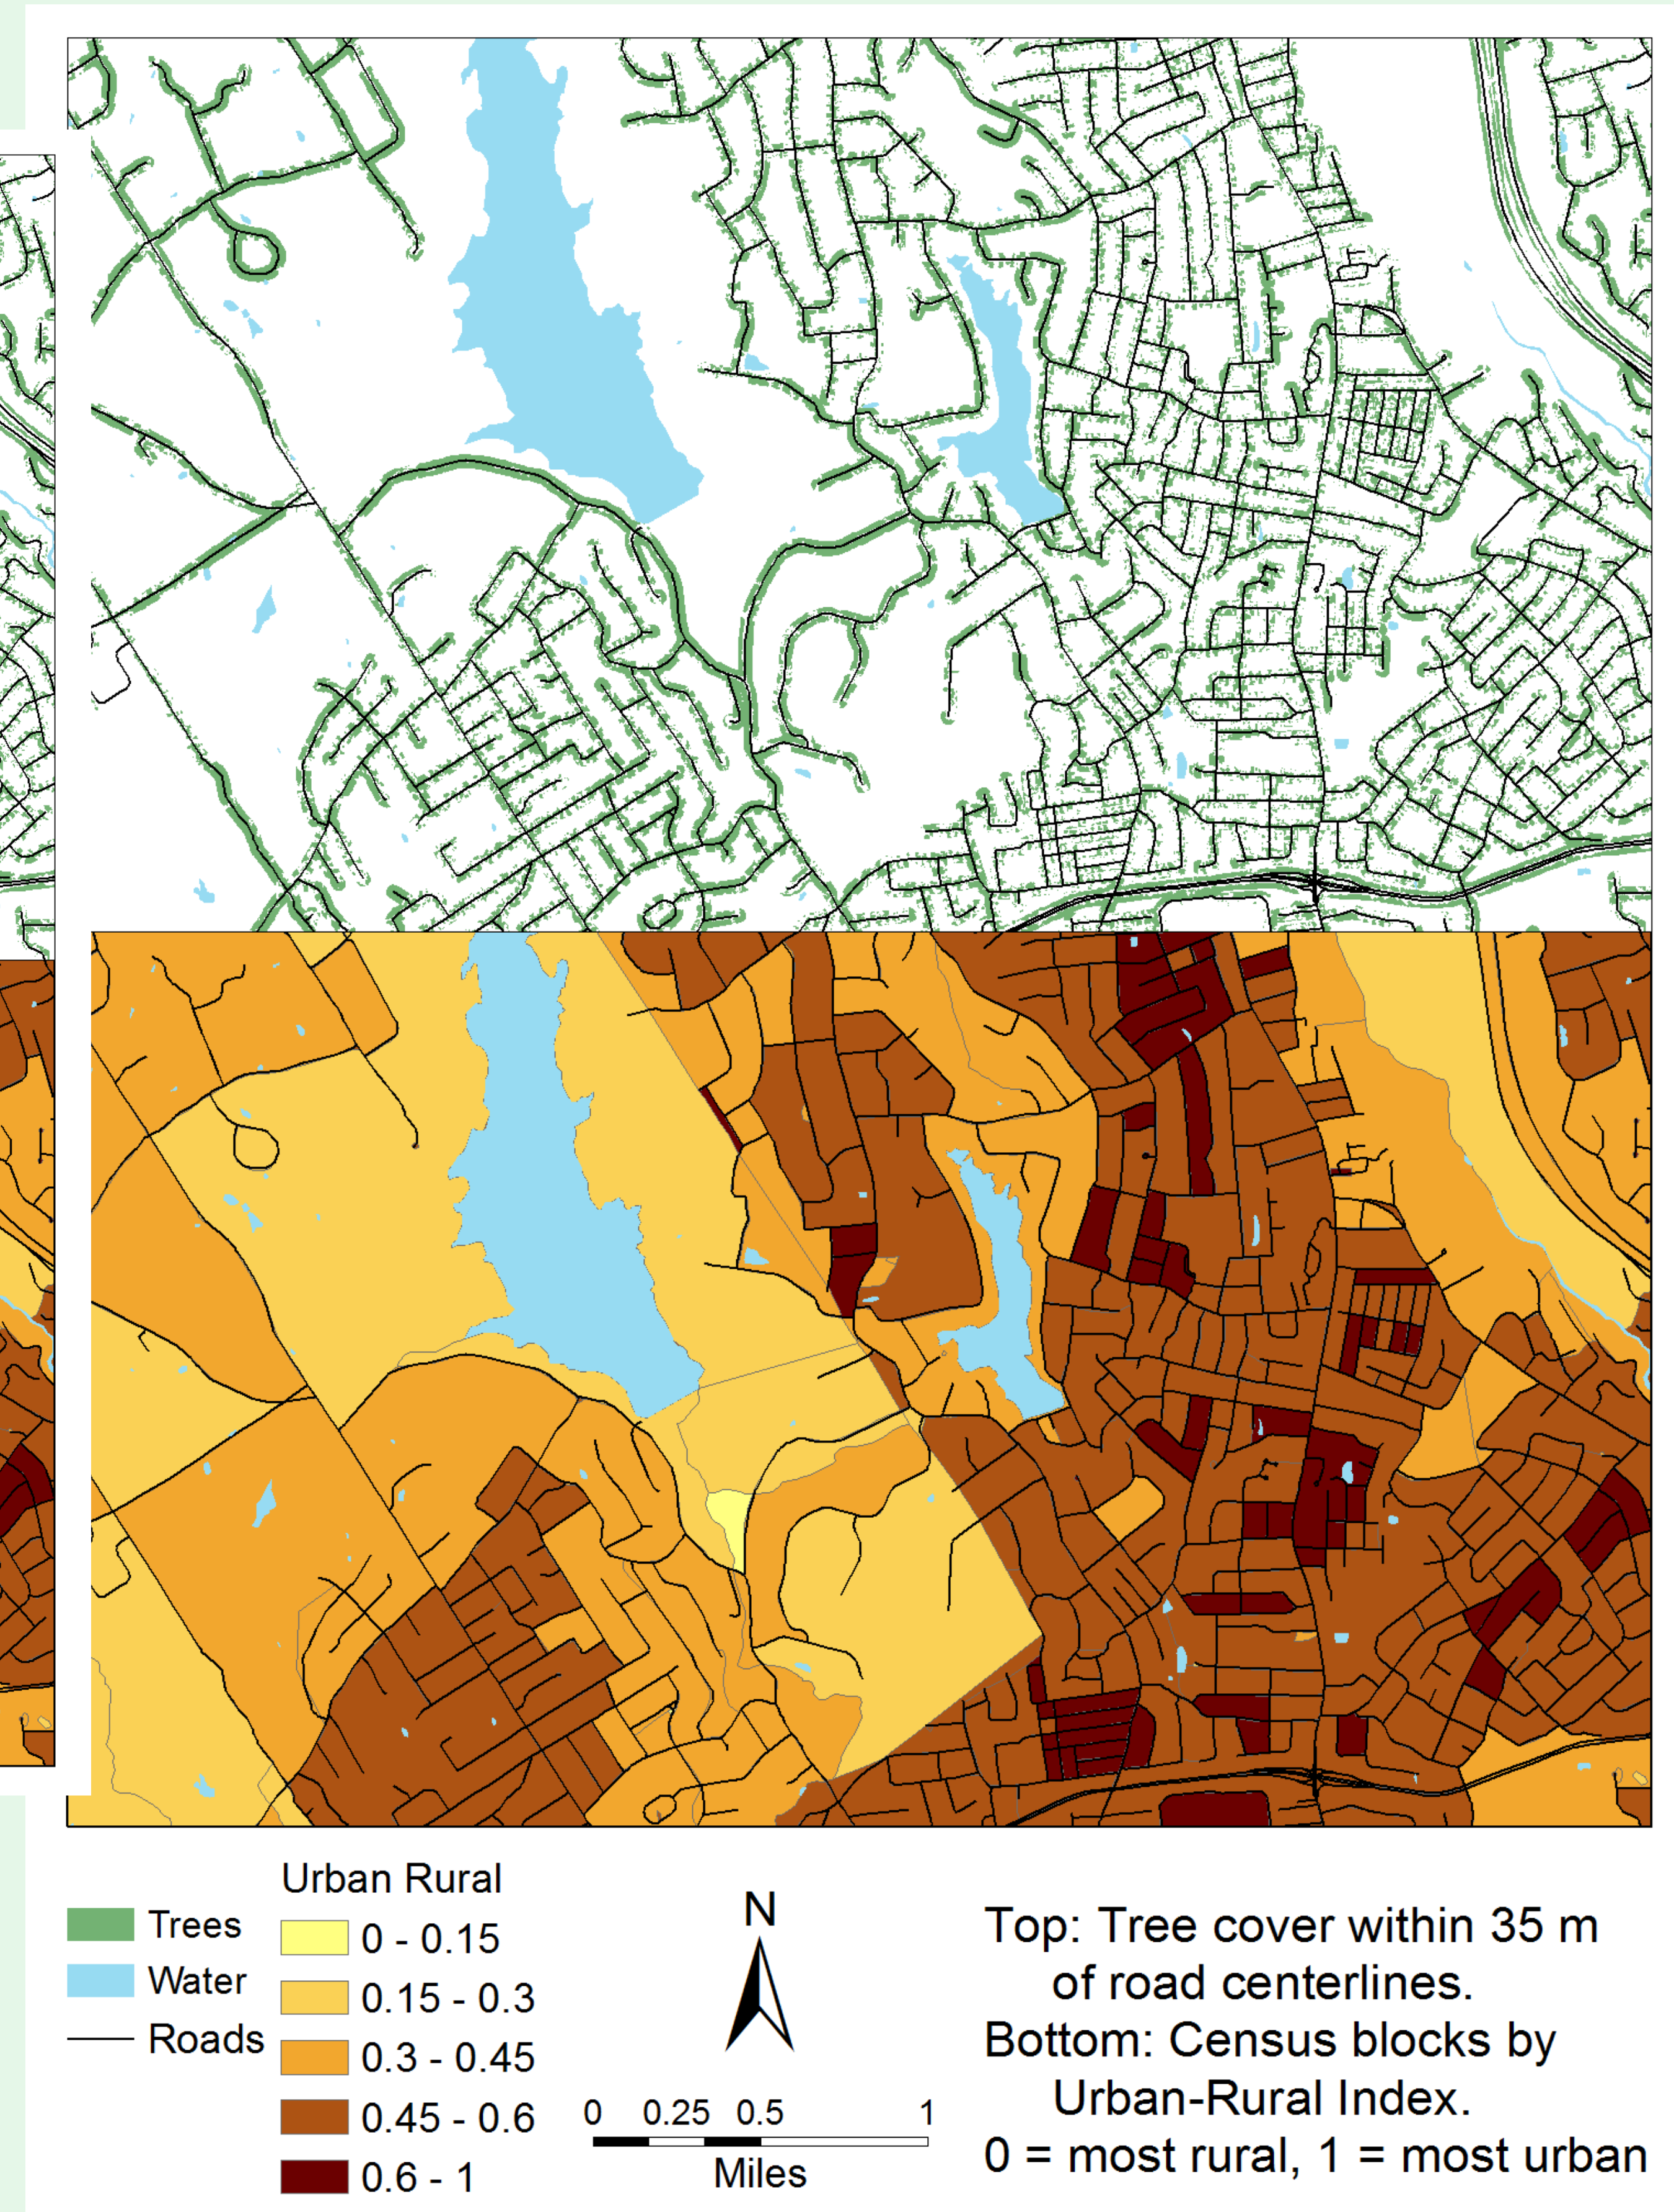 Trees
Water
Roads
Urban Rural
0 - 0.15
0.15 - 0.3
0.3 - 0.45
0.45 - 0.6
0.6 - 1
N
0 0.25 0.5 1
Miles
Top: Tree cover within 35 m
of road centerlines.
Bottom: Census blocks by
Urban-Rural Index.
0 = most rural, 1 = most urban